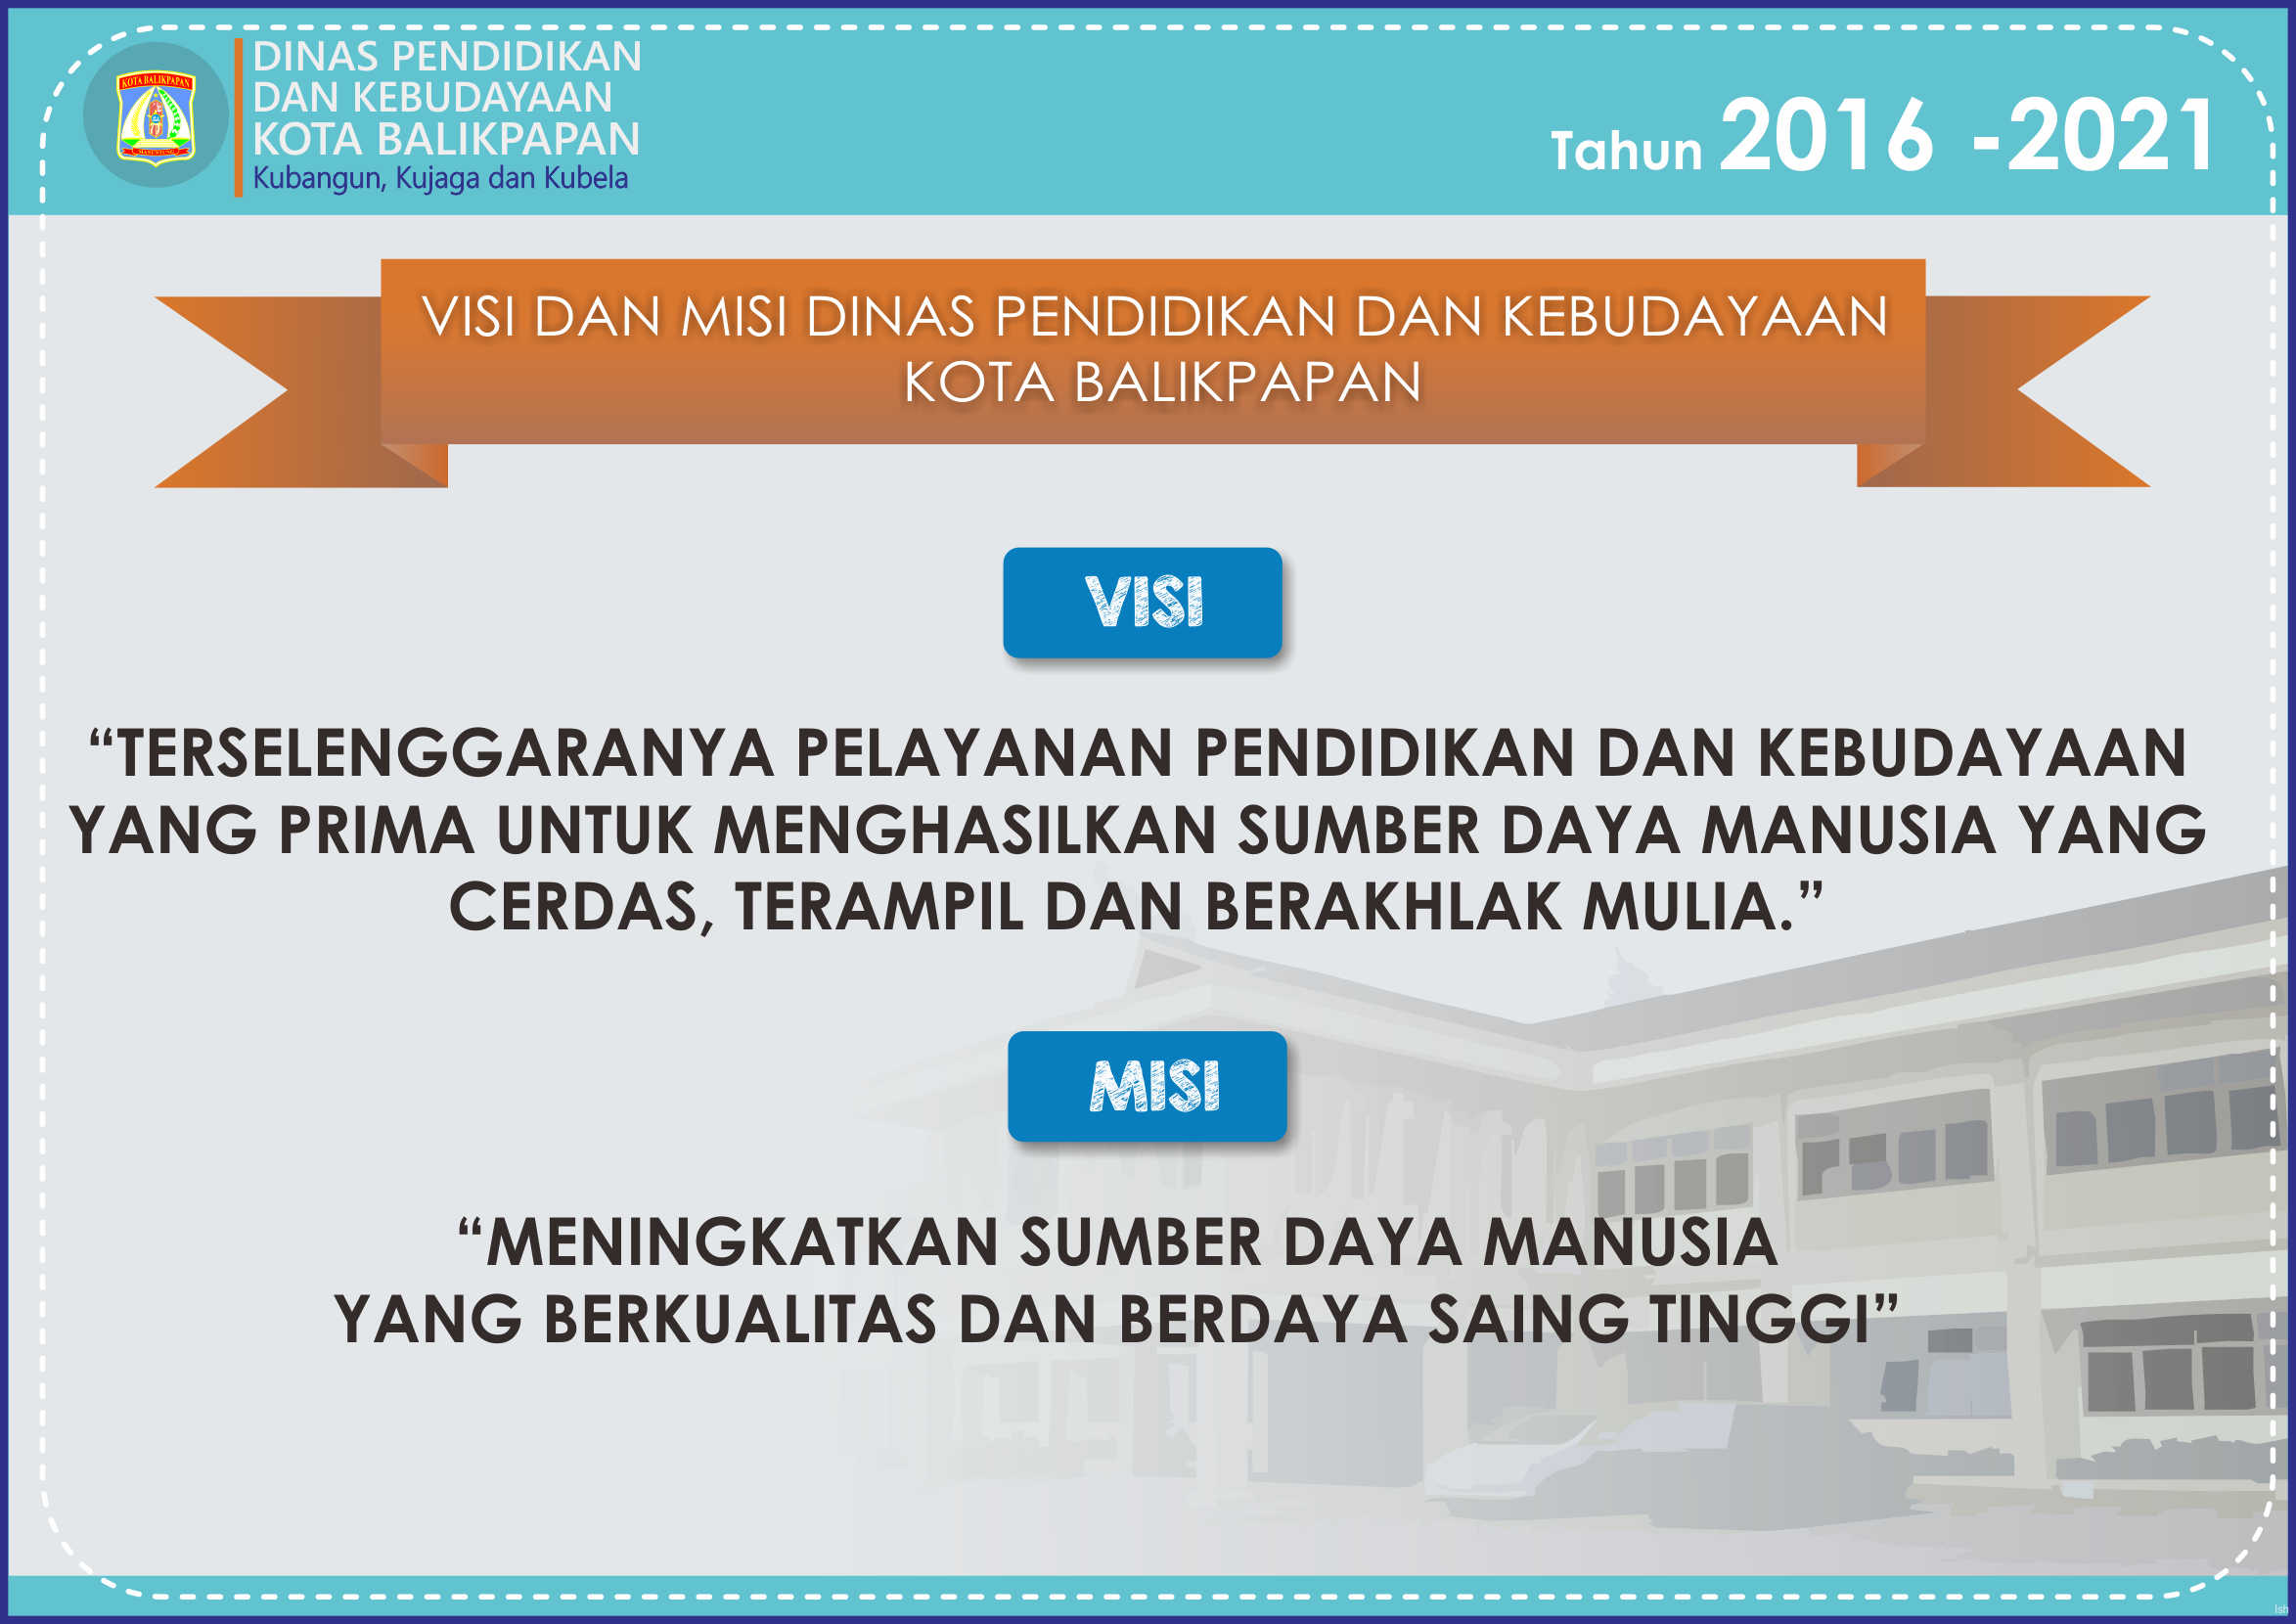 KOTA BALIKPAPAN
DINAS PENDIDIKAN
DAN KEBUDAYAAN
KOTA BALIKPAPAN
Kubangun, Kujaga dan Kubela
Tahun 2016 -2021
VISI DAN MISI DINAS PENDIDIKAN DAN KEBUDAYAAN
KOTA BALIKPAPAN
VISI
“TERSELENGGARANYA PELAYANAN PENDIDIKAN DAN KEBUDAYAAN
YANG PRIMA UNTUK MENGHASILKAN SUMBER DAYA MANUSIA YANG
CERDAS, TERAMPIL DAN BERAKHLAK MULIA.”
MISI
“MENINGKATKAN SUMBER DAYA MANUSIA
YANG BERKUALITAS DAN BERDAYA SAING TINGGI”